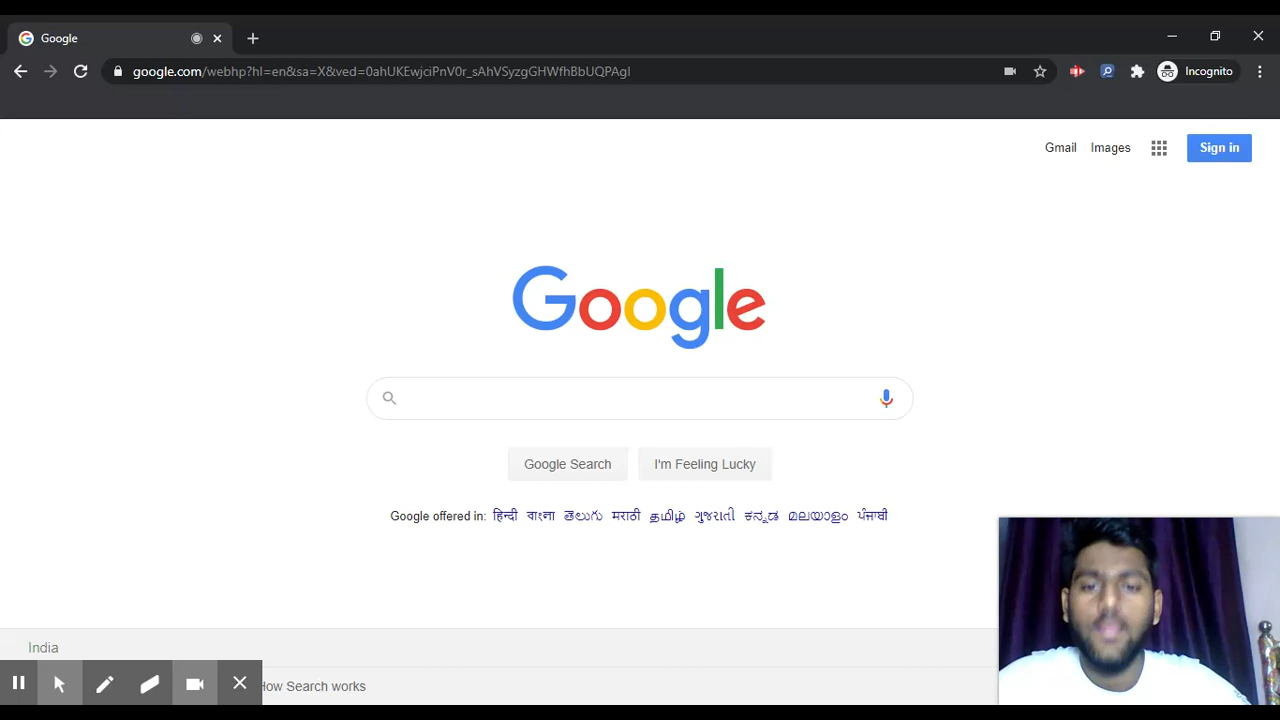 Google
google.com/webhp?hl=en&sa=X&ved=0ahUKEwjciPnV0r_sAhVSyzgGHWfhBbUQPAgI
Incognito
Gmail Images Sign in
Google
Google Search I'm Feeling Lucky
Google offered in: हिन्दी বাংলা తెలుగు मराठी தமிழ் ગુજરાતી ಕನ್ನಡ മലയാളം ਪੰਜਾਬੀ
India
How Search works